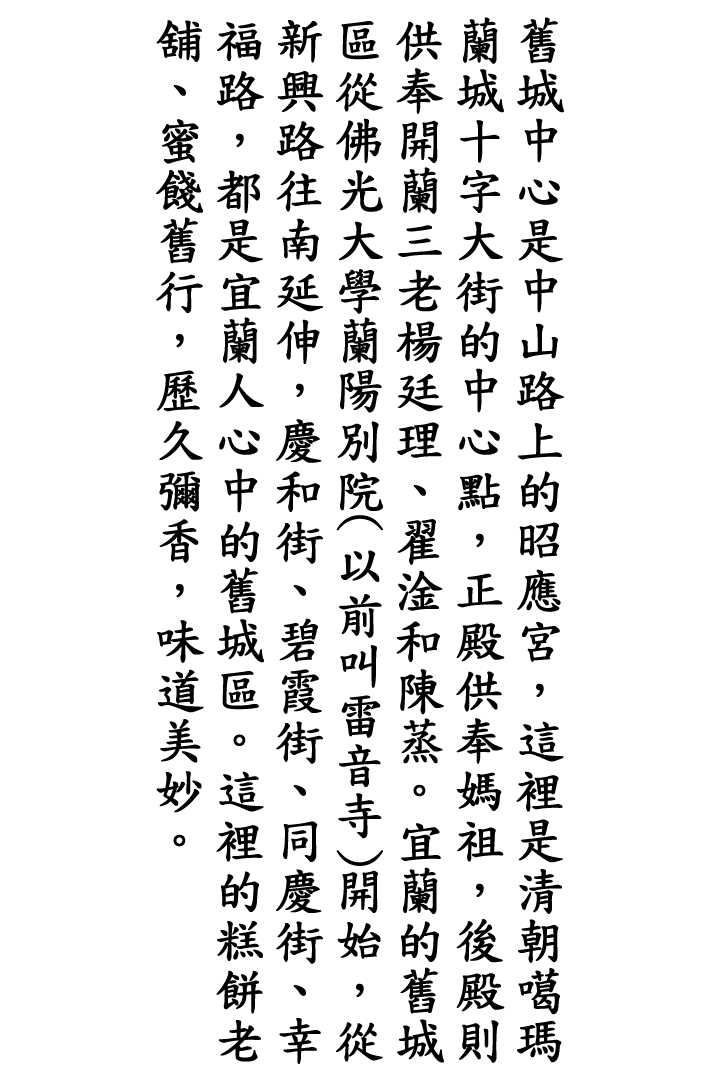 舊城中心是中山路上的昭應宮，這裡是清朝噶瑪
蘭城十字大街的中心點，正殿供奉媽祖，後殿則
供奉開蘭三老楊廷理、翟淦和陳蒸。宜蘭的舊城
區從佛光大學蘭陽別院（以前叫雷音寺）開始，從
新興路往南延伸，慶和街、碧霞街、同慶街、幸
福路，都是宜蘭人心中的舊城區。這裡的糕餅老
舖、蜜餞舊行，歷久彌香，味道美妙。